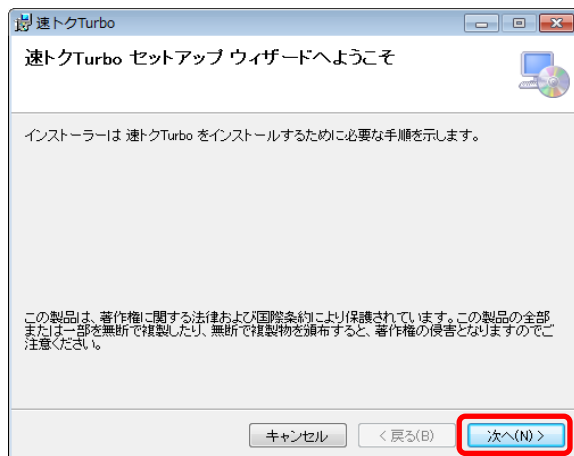 速トクTurbo
速トクTurbo セットアップ ウィザードへようこそ
インストーラーは 速トクTurbo をインストールするために必要な手順を示します。
この製品は、著作権に関する法律および国際条約により保護されています。この製品の全部
または一部を無断で複製したり、無断で複製物を頒布すると、著作権の侵害となりますのでご
注意ください。
キャンセル < 戻る(B) 次へ(N) >